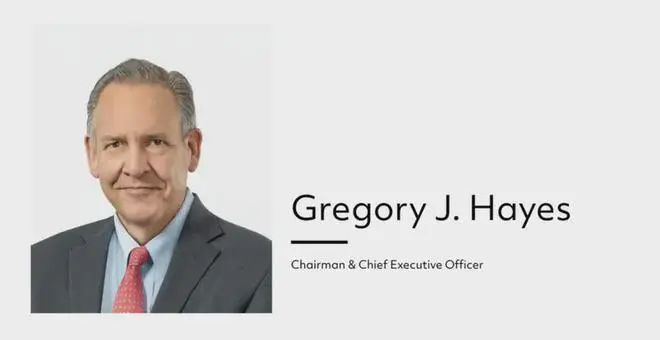 Gregory J. Hayes
Chairman & Chief Executive Officer